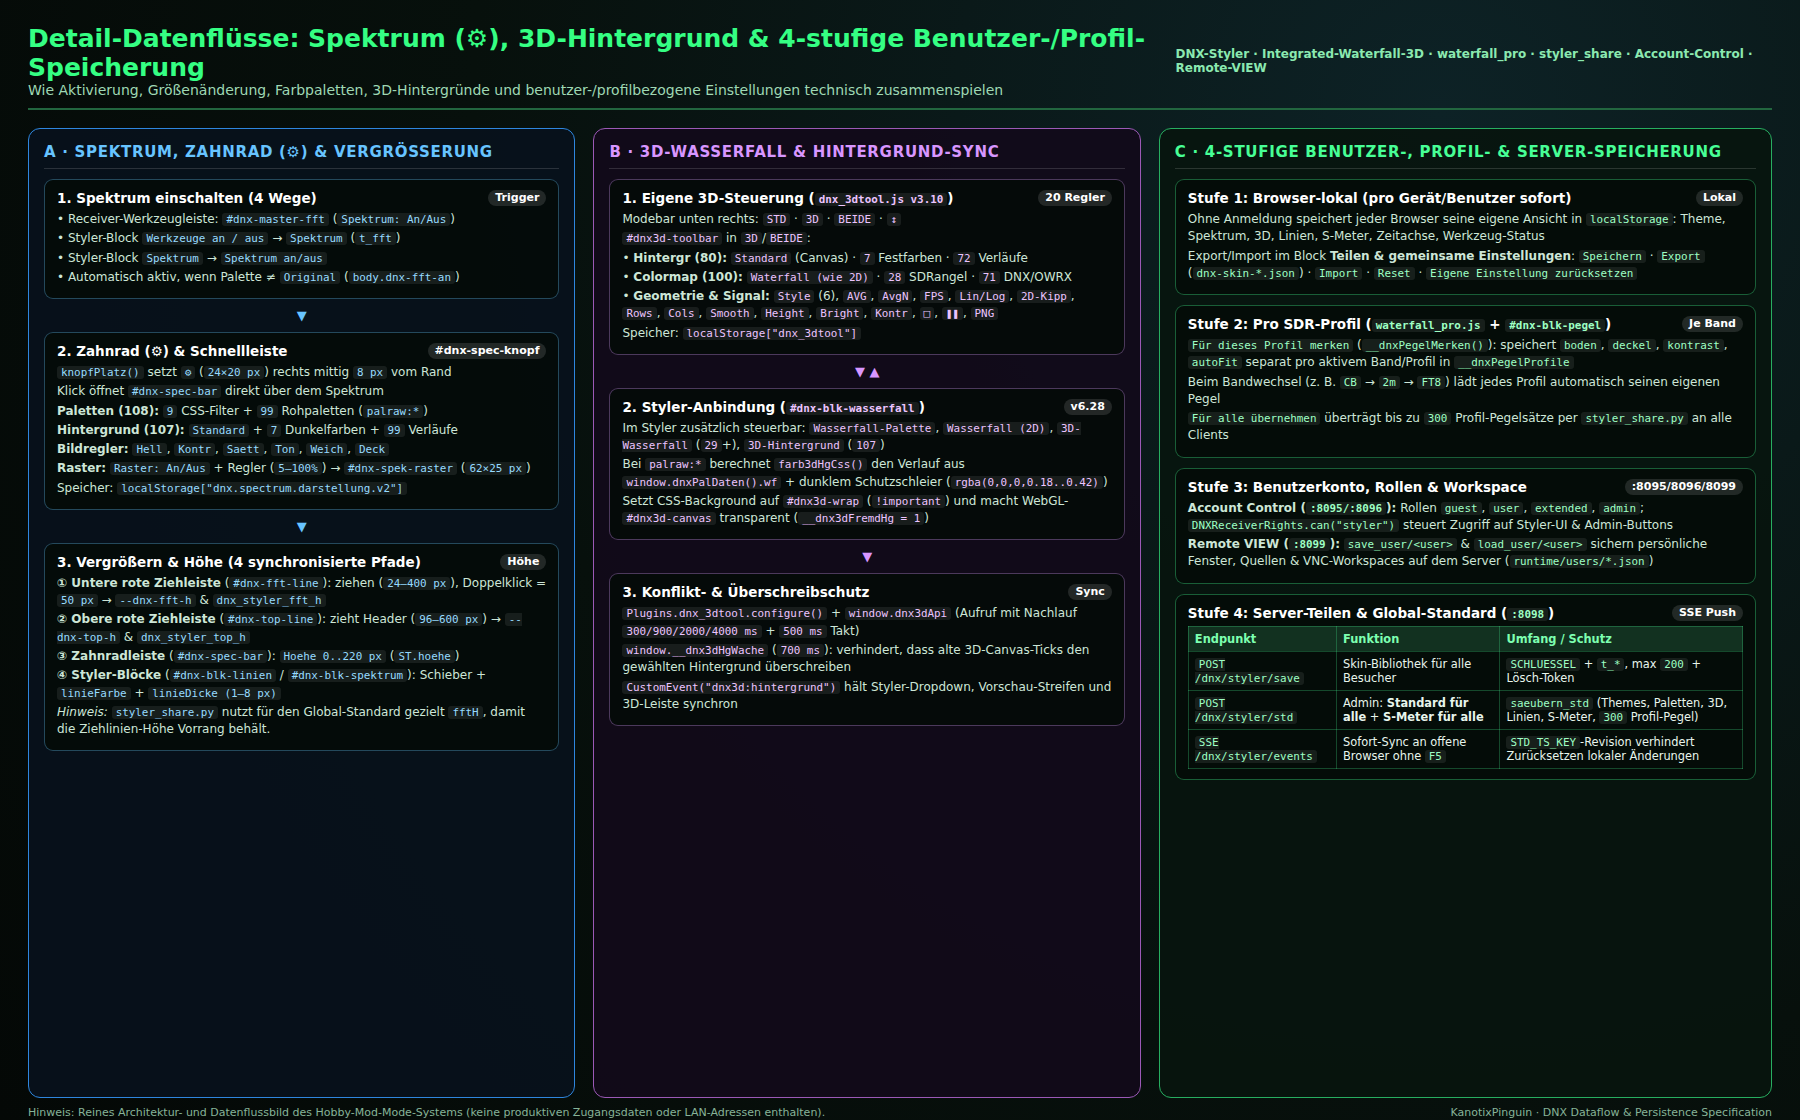 Detail-Datenflüsse: Spektrum (⚙), 3D-Hintergrund & 4-stufige Benutzer-/Profil-
Speicherung
Wie Aktivierung, Größenänderung, Farbpaletten, 3D-Hintergründe und benutzer-/profilbezogene Einstellungen technisch zusammenspielen
DNX-Styler · Integrated-Waterfall-3D · waterfall_pro · styler_share · Account-Control ·
Remote-VIEW
A · SPEKTRUM, ZAHNRAD (⚙) & VERGRÖSSERUNG
1. Spektrum einschalten (4 Wege) Trigger
• Receiver-Werkzeugleiste: #dnx-master-fft (Spektrum: An/Aus)
• Styler-Block Werkzeuge an / aus → Spektrum (t_fft)
• Styler-Block Spektrum → Spektrum an/aus
• Automatisch aktiv, wenn Palette ≠ Original (body.dnx-fft-an)
▼
2. Zahnrad (⚙) & Schnellleiste #dnx-spec-knopf
knopfPlatz() setzt ⚙ (24×20 px) rechts mittig 8 px vom Rand
Klick öffnet #dnx-spec-bar direkt über dem Spektrum
Paletten (108): 9 CSS-Filter + 99 Rohpaletten (palraw:*)
Hintergrund (107): Standard + 7 Dunkelfarben + 99 Verläufe
Bildregler: Hell, Kontr, Saett, Ton, Weich, Deck
Raster: Raster: An/Aus + Regler (5–100%) → #dnx-spek-raster (62×25 px)
Speicher: localStorage["dnx.spectrum.darstellung.v2"]
▼
3. Vergrößern & Höhe (4 synchronisierte Pfade) Höhe
① Untere rote Ziehleiste (#dnx-fft-line): ziehen (24–400 px), Doppelklick =
50 px → --dnx-fft-h & dnx_styler_fft_h
② Obere rote Ziehleiste (#dnx-top-line): zieht Header (96–600 px) → --
dnx-top-h & dnx_styler_top_h
③ Zahnradleiste (#dnx-spec-bar): Hoehe 0..220 px (ST.hoehe)
④ Styler-Blöcke (#dnx-blk-linien / #dnx-blk-spektrum): Schieber +
linieFarbe + linieDicke (1–8 px)
Hinweis: styler_share.py nutzt für den Global-Standard gezielt fftH, damit
die Ziehlinien-Höhe Vorrang behält.
B · 3D-WASSERFALL & HINTERGRUND-SYNC
1. Eigene 3D-Steuerung (dnx_3dtool.js v3.10) 20 Regler
Modebar unten rechts: STD · 3D · BEIDE · ↕
#dnx3d-toolbar in 3D/BEIDE:
• Hintergr (80): Standard (Canvas) · 7 Festfarben · 72 Verläufe
• Colormap (100): Waterfall (wie 2D) · 28 SDRangel · 71 DNX/OWRX
• Geometrie & Signal: Style (6), AVG, AvgN, FPS, Lin/Log, 2D-Kipp,
Rows, Cols, Smooth, Height, Bright, Kontr, □, ❚❚, PNG
Speicher: localStorage["dnx_3dtool"]
▼▲
2. Styler-Anbindung (#dnx-blk-wasserfall) v6.28
Im Styler zusätzlich steuerbar: Wasserfall-Palette, Wasserfall (2D), 3D-
Wasserfall (29+), 3D-Hintergrund (107)
Bei palraw:* berechnet farb3dHgCss() den Verlauf aus
window.dnxPalDaten().wf + dunklem Schutzschleier (rgba(0,0,0,0.18..0.42))
Setzt CSS-Background auf #dnx3d-wrap (!important) und macht WebGL-
#dnx3d-canvas transparent (__dnx3dFremdHg = 1)
▼
3. Konflikt- & Überschreibschutz Sync
Plugins.dnx_3dtool.configure() + window.dnx3dApi (Aufruf mit Nachlauf
300/900/2000/4000 ms + 500 ms Takt)
window.__dnx3dHgWache (700 ms): verhindert, dass alte 3D-Canvas-Ticks den
gewählten Hintergrund überschreiben
CustomEvent("dnx3d:hintergrund") hält Styler-Dropdown, Vorschau-Streifen und
3D-Leiste synchron
C · 4-STUFIGE BENUTZER-, PROFIL- & SERVER-SPEICHERUNG
Stufe 1: Browser-lokal (pro Gerät/Benutzer sofort) Lokal
Ohne Anmeldung speichert jeder Browser seine eigene Ansicht in localStorage: Theme,
Spektrum, 3D, Linien, S-Meter, Zeitachse, Werkzeug-Status
Export/Import im Block Teilen & gemeinsame Einstellungen: Speichern · Export
(dnx-skin-*.json) · Import · Reset · Eigene Einstellung zurücksetzen
Stufe 2: Pro SDR-Profil (waterfall_pro.js + #dnx-blk-pegel) Je Band
Für dieses Profil merken (__dnxPegelMerken()): speichert boden, deckel, kontrast,
autoFit separat pro aktivem Band/Profil in __dnxPegelProfile
Beim Bandwechsel (z. B. CB → 2m → FT8) lädt jedes Profil automatisch seinen eigenen
Pegel
Für alle übernehmen überträgt bis zu 300 Profil-Pegelsätze per styler_share.py an alle
Clients
Stufe 3: Benutzerkonto, Rollen & Workspace :8095/8096/8099
Account Control (:8095/:8096): Rollen guest, user, extended, admin;
DNXReceiverRights.can("styler") steuert Zugriff auf Styler-UI & Admin-Buttons
Remote VIEW (:8099): save_user/<user> & load_user/<user> sichern persönliche
Fenster, Quellen & VNC-Workspaces auf dem Server (runtime/users/*.json)
Stufe 4: Server-Teilen & Global-Standard (:8098) SSE Push
Endpunkt Funktion Umfang / Schutz
POST
/dnx/styler/save
Skin-Bibliothek für alle
Besucher
SCHLUESSEL + t_*, max 200 +
Lösch-Token
POST
/dnx/styler/std
Admin: Standard für
alle + S-Meter für alle
saeubern_std (Themes, Paletten, 3D,
Linien, S-Meter, 300 Profil-Pegel)
SSE
/dnx/styler/events
Sofort-Sync an offene
Browser ohne F5
STD_TS_KEY-Revision verhindert
Zurücksetzen lokaler Änderungen
Hinweis: Reines Architektur- und Datenflussbild des Hobby-Mod-Mode-Systems (keine produktiven Zugangsdaten oder LAN-Adressen enthalten).
KanotixPinguin · DNX Dataflow & Persistence Specification